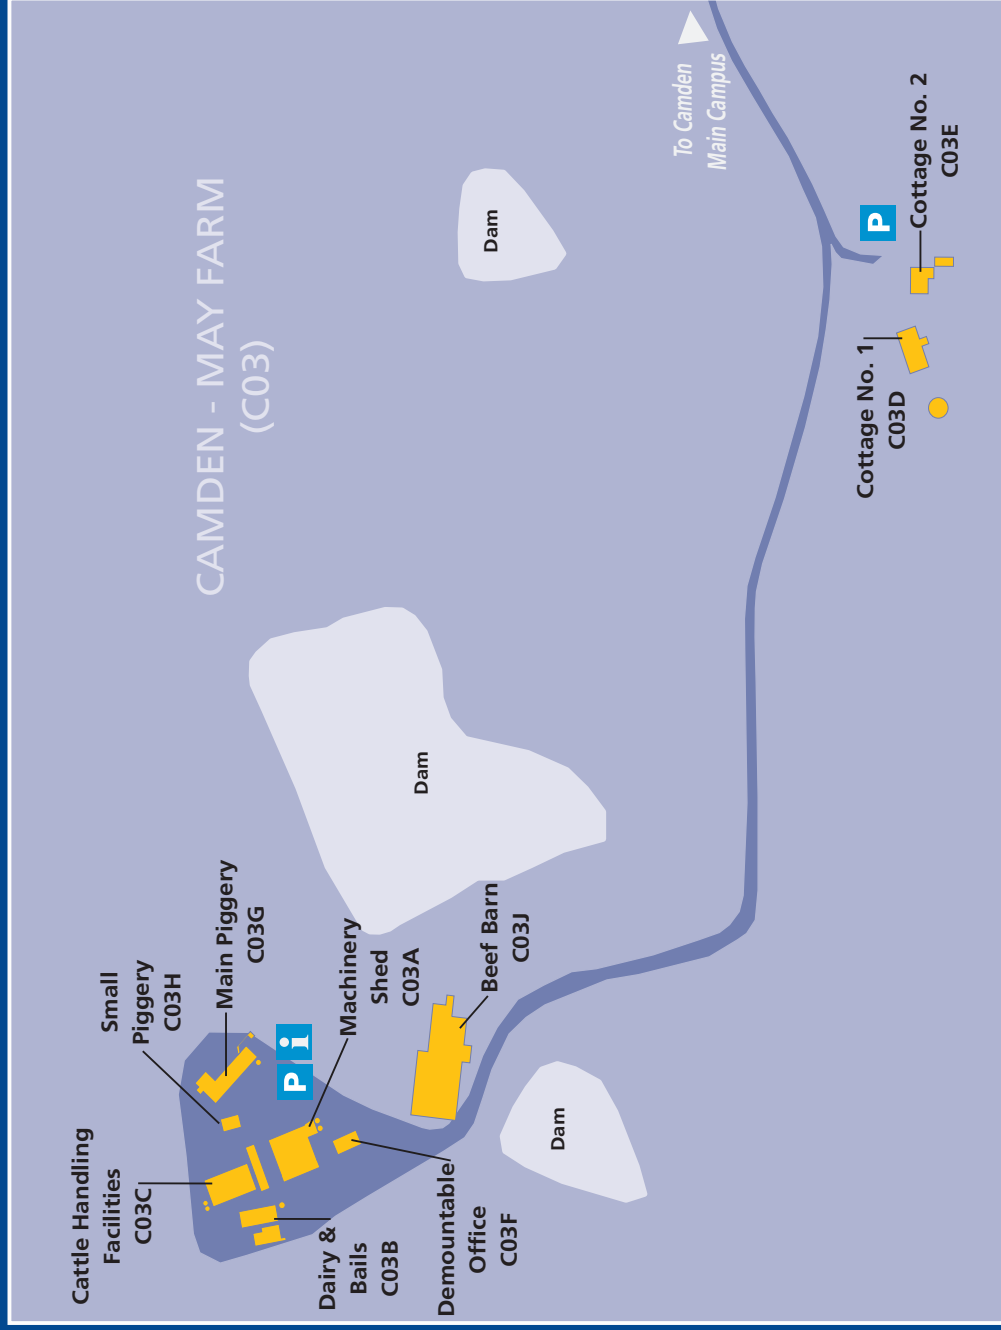 CAMDEN - MAY FARM
(C03)
Cattle Handling
Facilities
C03C
Small
Piggery
C03H
Main Piggery
C03G
P
i
Machinery
Shed
C03A
Dairy &
Bails
C03B
Demountable
Office
C03F
Beef Barn
C03J
Dam
Dam
Dam
To Camden
Main Campus
P
Cottage No. 1
C03D
Cottage No. 2
C03E